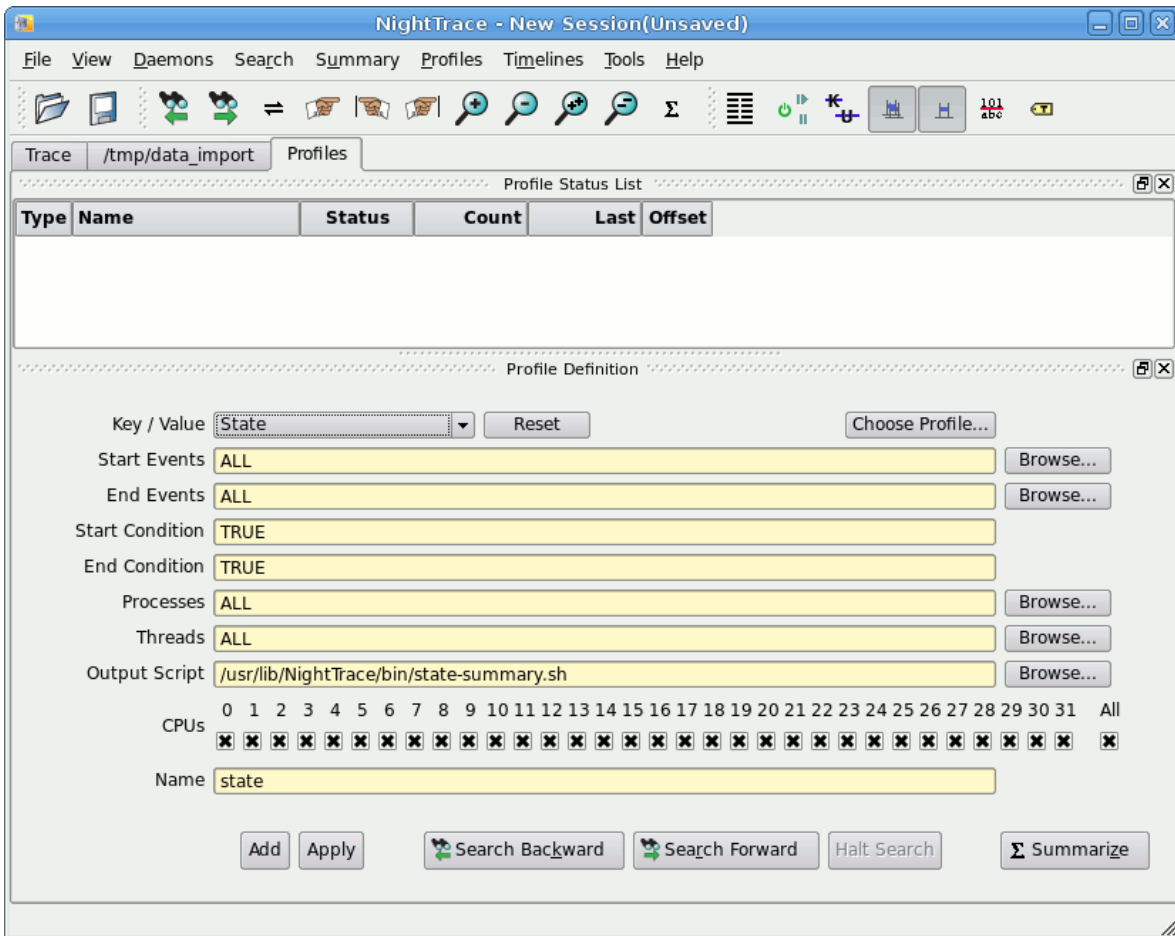 NightTrace - New Session(Unsaved)
File View Daemons Search Summary Profiles Timelines Tools Help
Σ K U 101 abc T
Trace /tmp/data_import Profiles
Profile Status List
Type Name Status Count Last Offset
Profile Definition
Key / Value State Reset Choose Profile...
Start Events ALL Browse...
End Events ALL Browse...
Start Condition TRUE
End Condition TRUE
Processes ALL Browse...
Threads ALL Browse...
Output Script /usr/lib/NightTrace/bin/state-summary.sh Browse...
CPUs 0 1 2 3 4 5 6 7 8 9 10 11 12 13 14 15 16 17 18 19 20 21 22 23 24 25 26 27 28 29 30 31 All
Name state
Add Apply Search Backward Search Forward Halt Search Σ Summarize